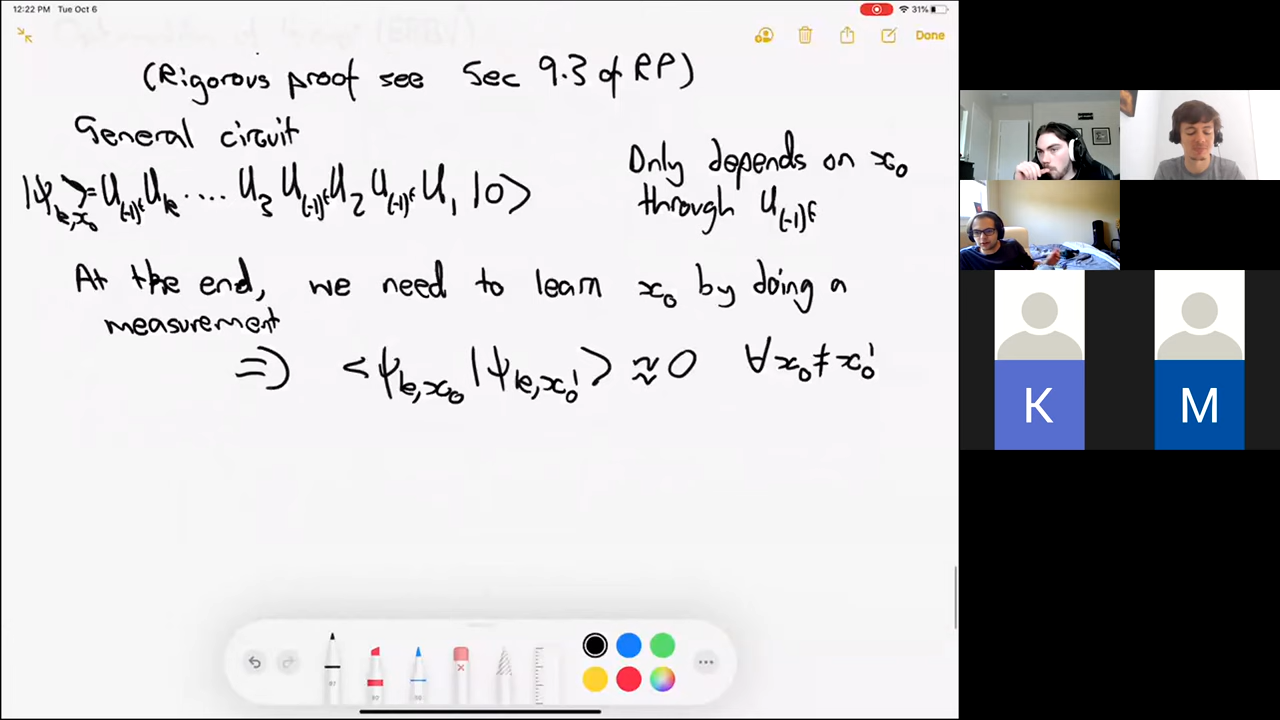 12:22 PM Tue Oct 6
31%
Done
(Rigorous proof see Sec 9.3 of RP)
General circuit
|ψ_{k,x_0}⟩ = U_{(-1)^f} U_k .... U_3 U_{(-1)^f} U_2 U_{(-1)^f} U_1 |0⟩
Only depends on x_0
through U_{(-1)^f}
At the end, we need to learn x_0 by doing a
measurement
⇒ <ψ_{k,x_0} | ψ_{k,x_0'}> ≈ 0 ∀ x_0 ≠ x_0'
K
M